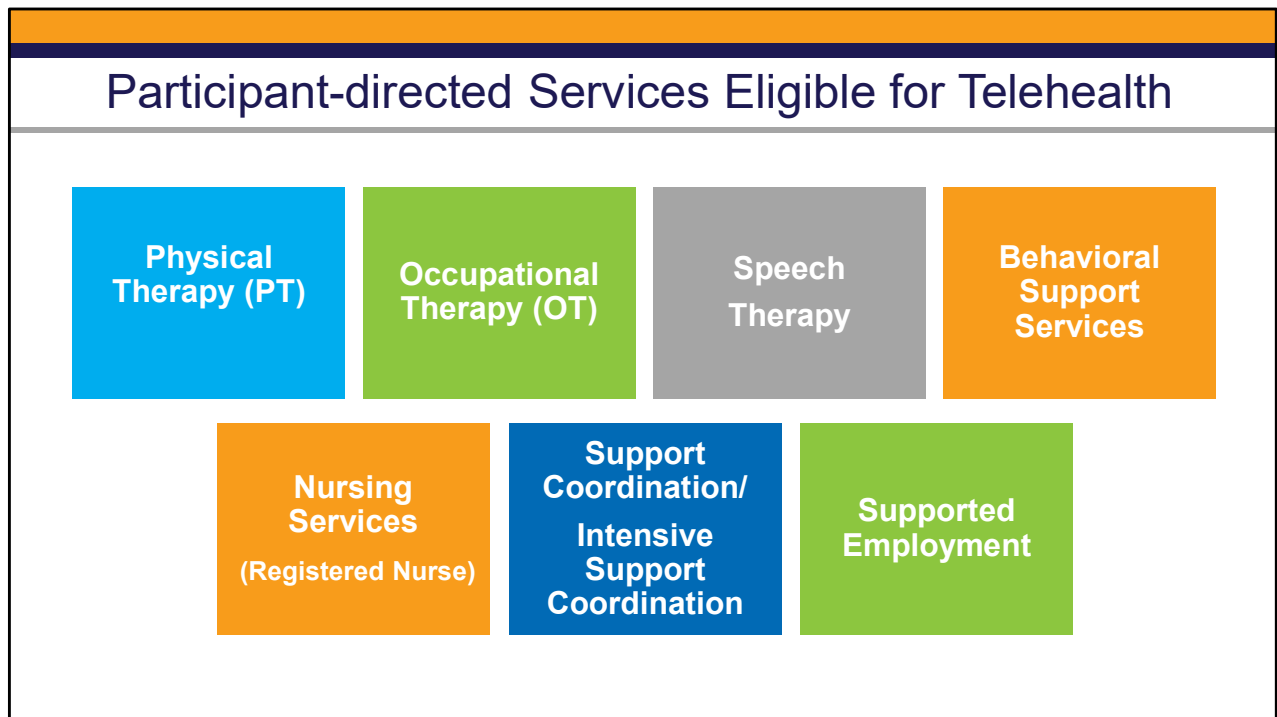 Participant-directed Services Eligible for Telehealth
Physical
Therapy (PT)
Occupational
Therapy (OT)
Speech
Therapy
Behavioral
Support
Services
Nursing
Services
(Registered Nurse)
Support
Coordination/
Intensive
Support
Coordination
Supported
Employment